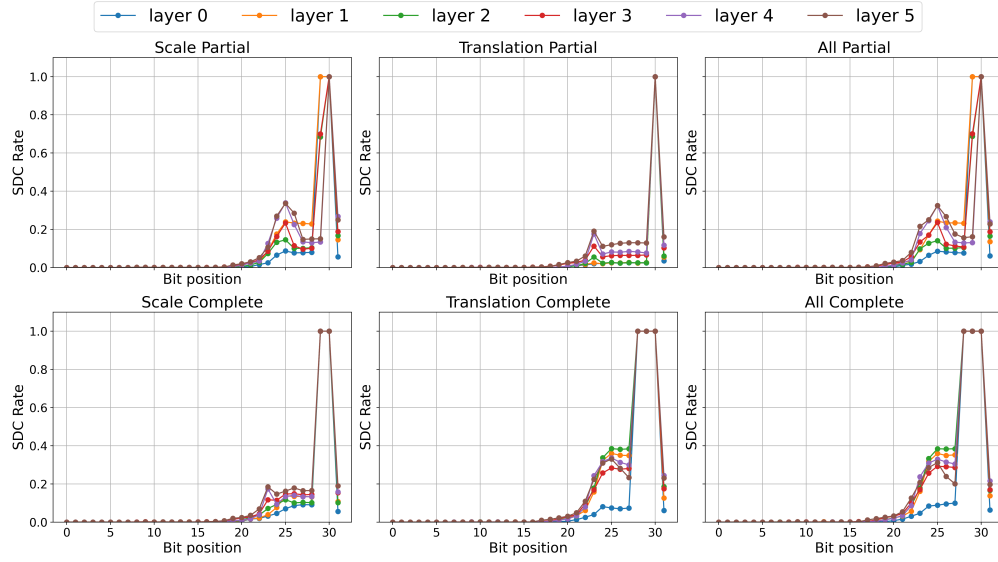 layer 0 layer 1 layer 2 layer 3 layer 4 layer 5
Scale Partial Translation Partial All Partial
SDC Rate SDC Rate SDC Rate
1.0
0.8
0.6
0.4
0.2
0.0
Bit position Bit position Bit position
Scale Complete Translation Complete All Complete
SDC Rate SDC Rate SDC Rate
1.0
0.8
0.6
0.4
0.2
0.0
0 5 10 15 20 25 30 0 5 10 15 20 25 30 0 5 10 15 20 25 30
Bit position Bit position Bit position